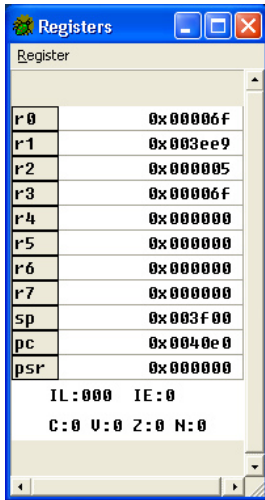 Registers
Register
r0 0x00006f
r1 0x003ee9
r2 0x000005
r3 0x00006f
r4 0x000000
r5 0x000000
r6 0x000000
r7 0x000000
sp 0x003f00
pc 0x0040e0
psr 0x000000
IL:000 IE:0
C:0 V:0 Z:0 N:0